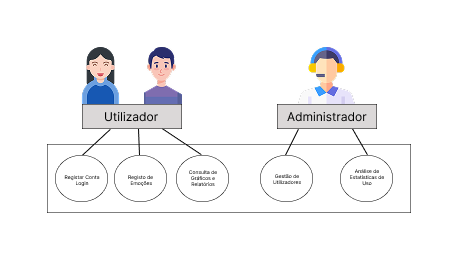 Utilizador
Administrador
Registar Conta
Login
Registo de
Emoções
Consulta de
Gráficos e
Relatórios
Gestão de
Utilizadores
Análise de
Estatísticas de
Uso